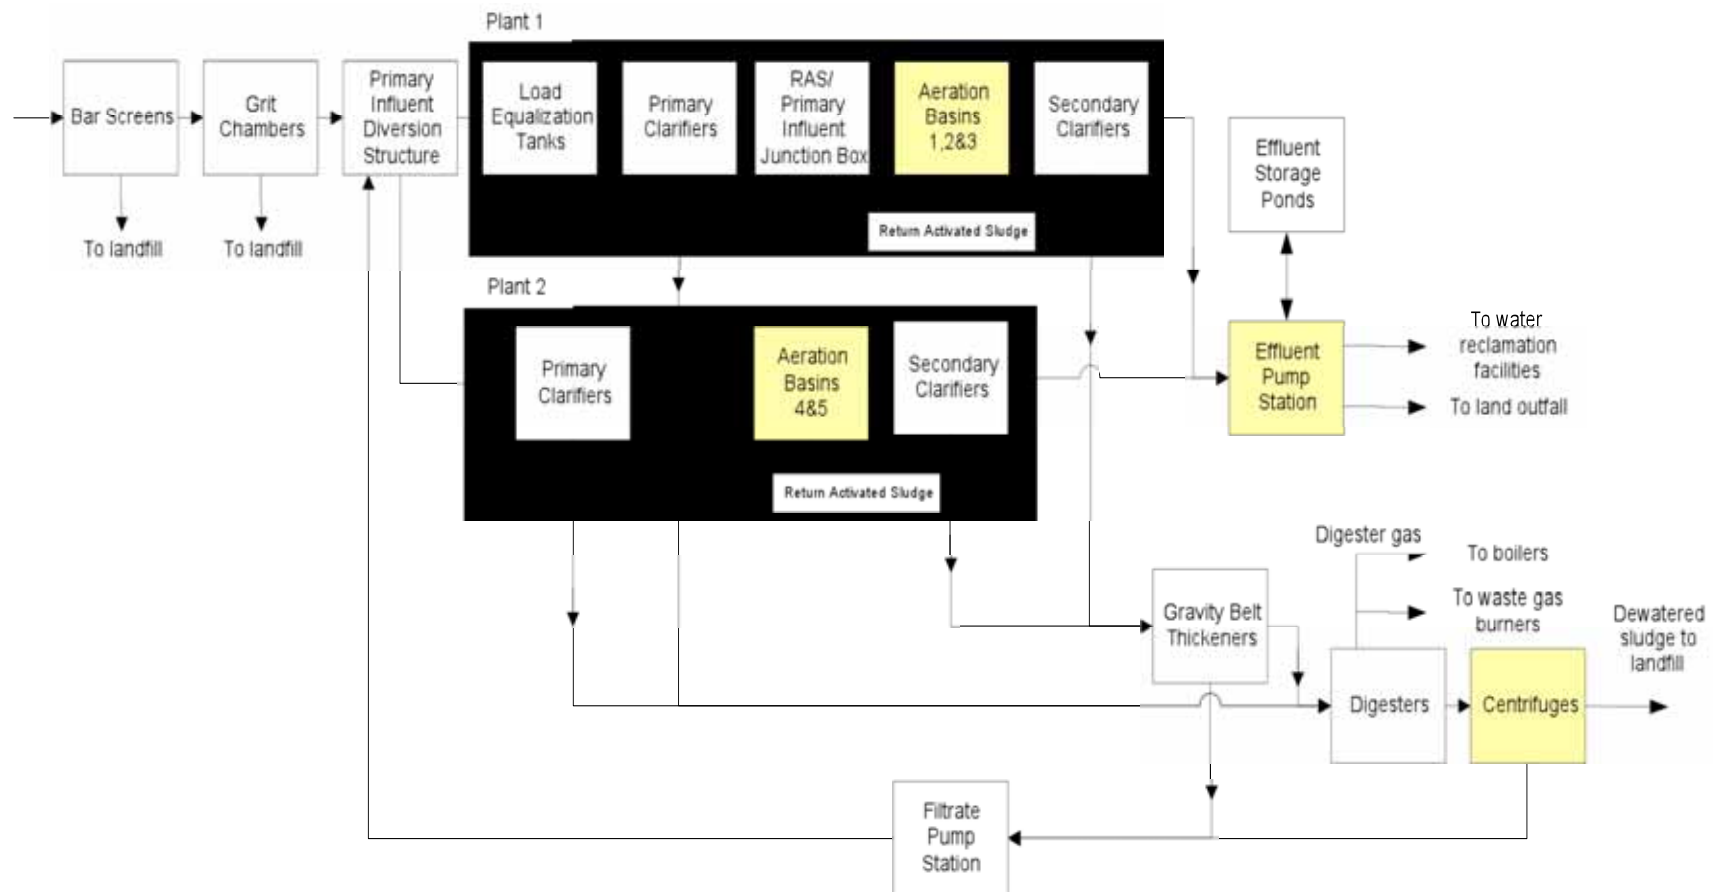 Plant 1
Bar Screens
Grit
Chambers
Primary
Influent
Diversion
Structure
Load
Equalization
Tanks
Primary
Clarifiers
RAS/
Primary
Influent
Junction Box
Aeration
Basins
1,2&3
Secondary
Clarifiers
Return Activated Sludge
To landfill
To landfill
Effluent
Storage
Ponds
Plant 2
Primary
Clarifiers
Aeration
Basins
4&5
Secondary
Clarifiers
Return Activated Sludge
Effluent
Pump
Station
To water
reclamation
facilities
To land outfall
Digester gas
To boilers
To waste gas
burners
Gravity Belt
Thickeners
Digesters
Centrifuges
Dewatered
sludge to
landfill
Filtrate
Pump
Station